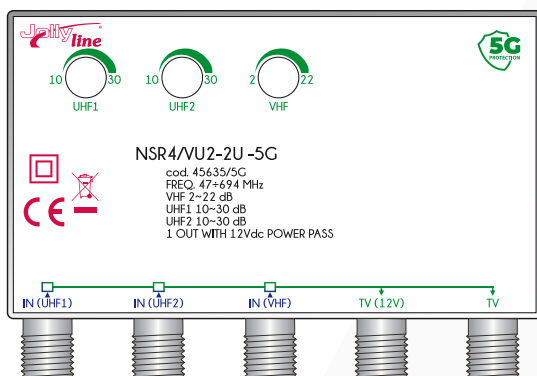 Jolly line
5G
PROTECTION
10 30 10 30 2 22
UHF1 UHF2 VHF
NSR4/VU2-2U -5G
cod. 45635/5G
FREQ. 47÷694 MHz
VHF 2~22 dB
UHF1 10~30 dB
UHF2 10~30 dB
1 OUT WITH 12Vdc POWER PASS
CE
IN (UHF1) IN (UHF2) IN (VHF) TV (12V) TV